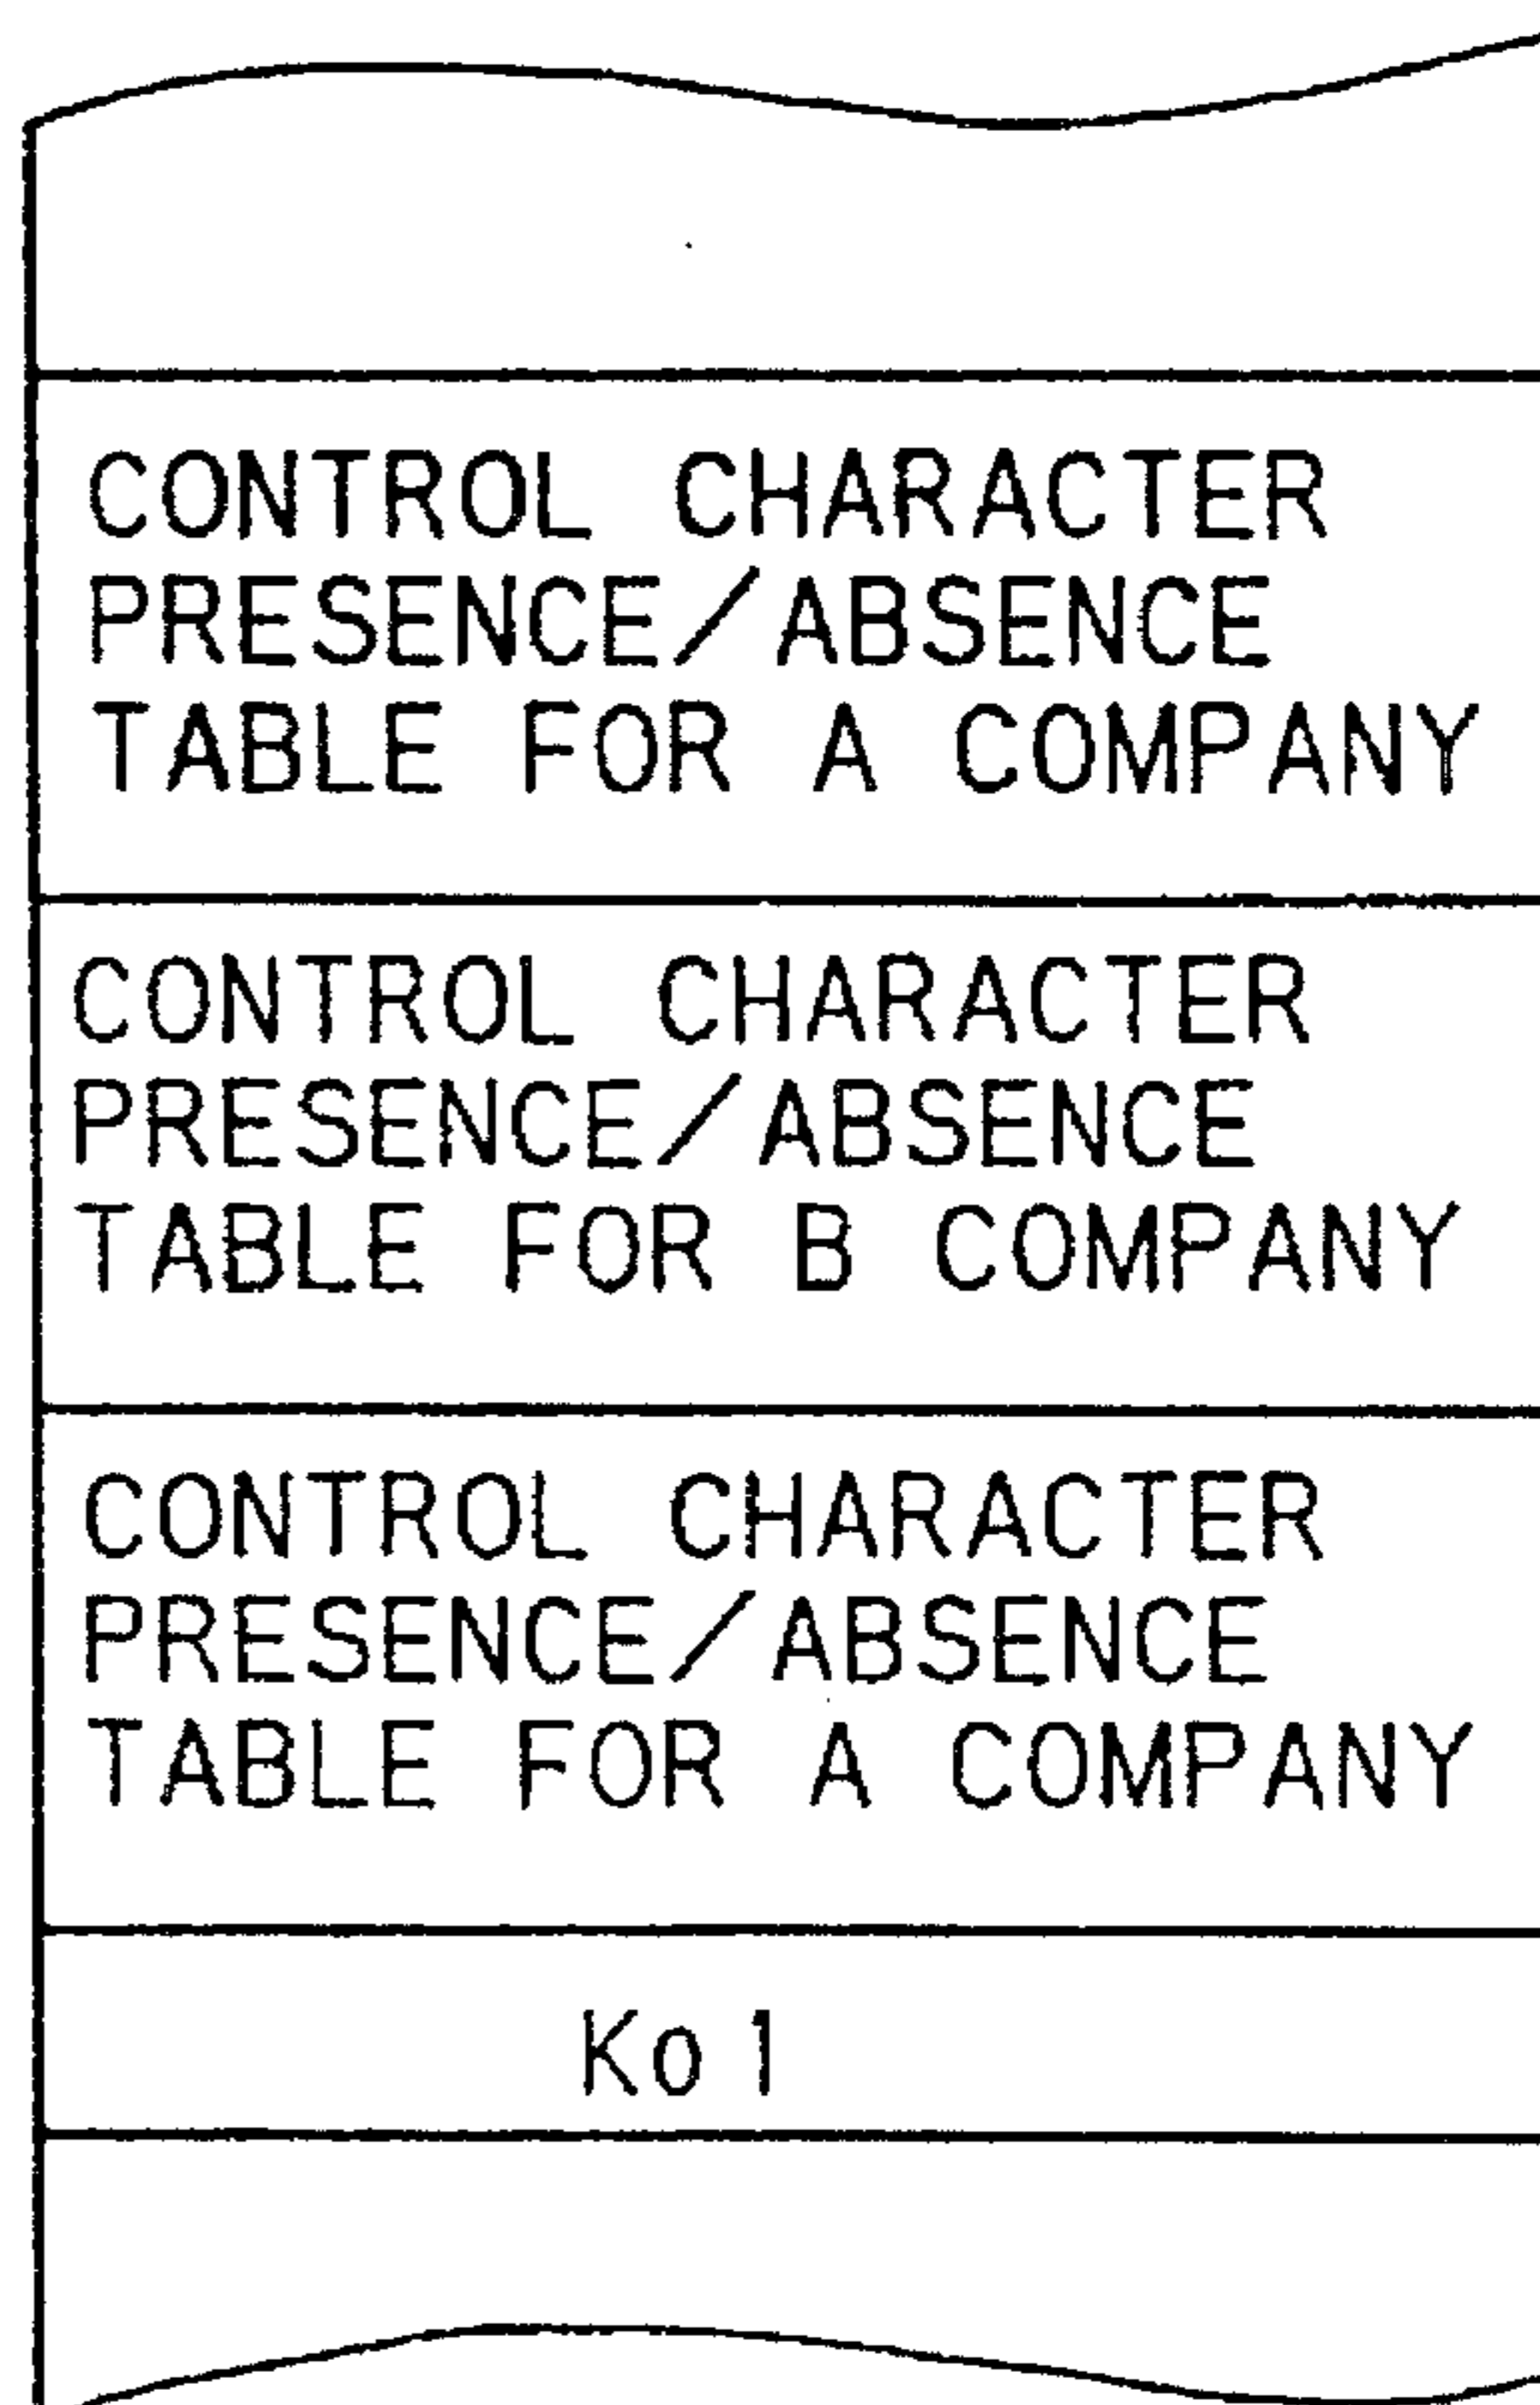 CONTROL CHARACTER
PRESENCE/ABSENCE
TABLE FOR A COMPANY
CONTROL CHARACTER
PRESENCE/ABSENCE
TABLE FOR B COMPANY
CONTROL CHARACTER
PRESENCE/ABSENCE
TABLE FOR A COMPANY
Ko1